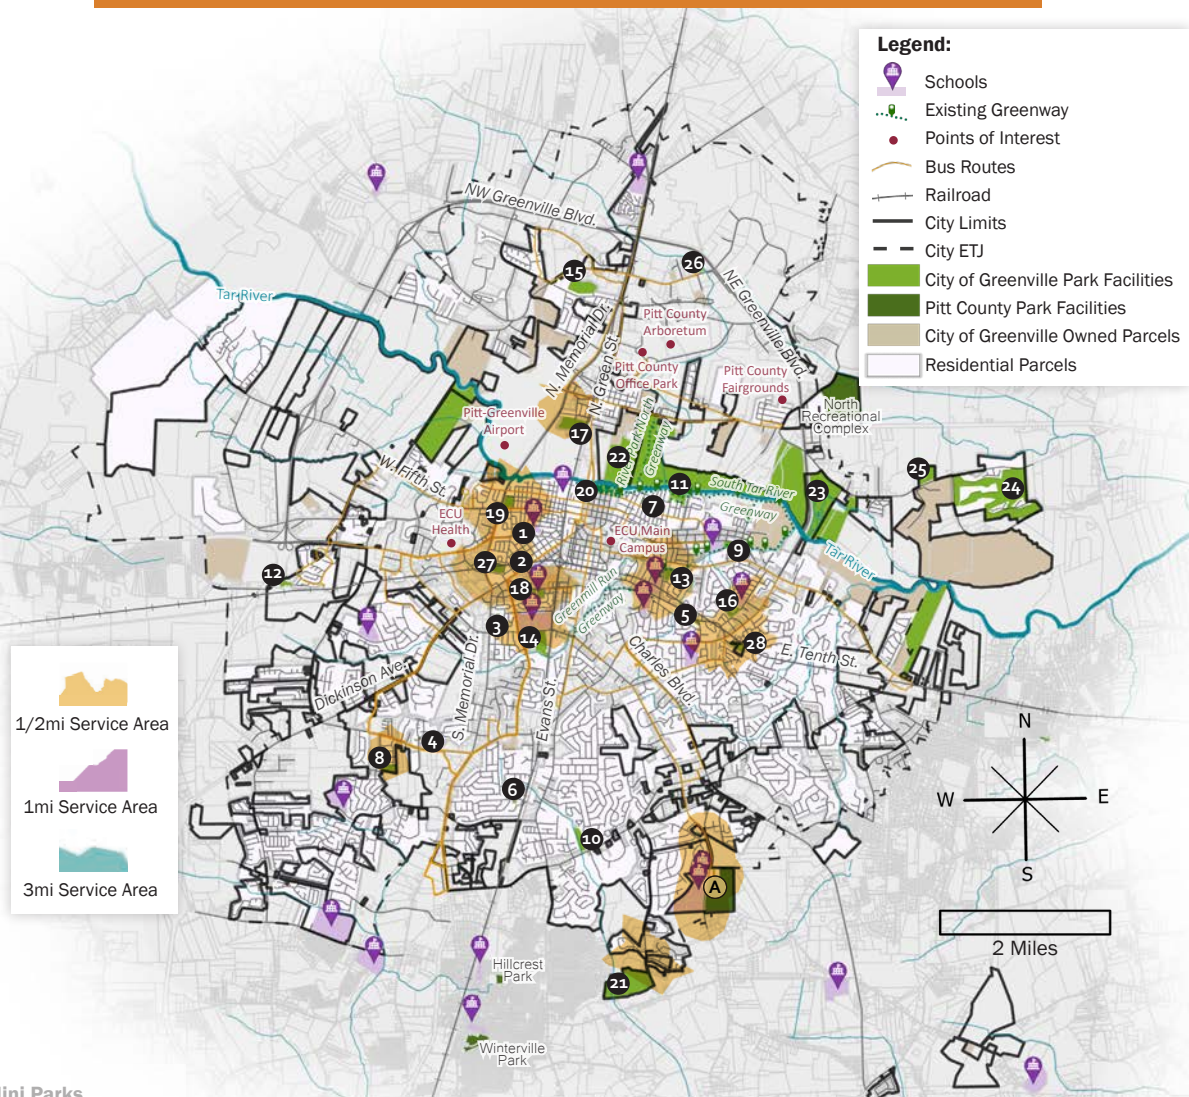 Legend:
Schools
Existing Greenway
Points of Interest
Bus Routes
Railroad
City Limits
City ETJ
City of Greenville Park Facilities
Pitt County Park Facilities
City of Greenville Owned Parcels
Residential Parcels
NW Greenville Blvd.
26
15
NE Greenville Blvd.
Tar River
N. Memorial Dr.
N. Green St.
Pitt County
Arboretum
Pitt County
Office Park
Pitt County
Fairgrounds
North
Recreational
Complex
Pitt-Greenville
Airport
17
River Park North
Greenway
22
W. Fifth St.
25
24
23
11
20
South Tar River
Greenway
7
19
ECU
Health
1
ECU Main
Campus
9
Tar River
27
2
12
13
18
Greenmill Run
Greenway
16
5
3
14
28
E. Tenth St.
Charles Blvd.
Dickinson Ave.
S. Memorial Dr.
Evans St.
1/2mi Service Area
1mi Service Area
3mi Service Area
4
8
6
10
A
N
W
E
S
2 Miles
21
Hillcrest
Park
Winterville
Park
ini Parks